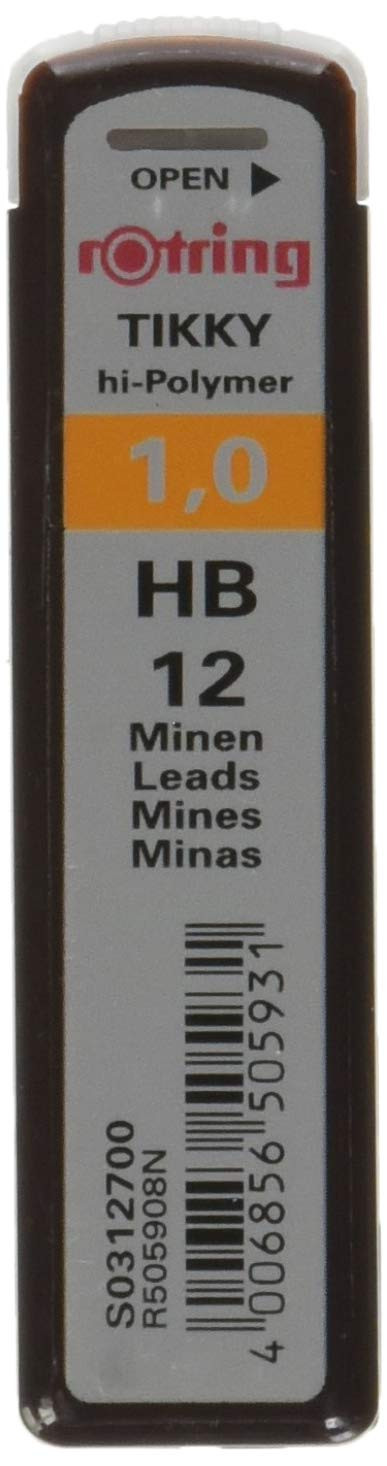 OPEN ▶
rotring
TIKKY
hi-Polymer
1,0
HB
12
Minen
Leads
Mines
Minas
S0312700
R505908N
4 006856 505931